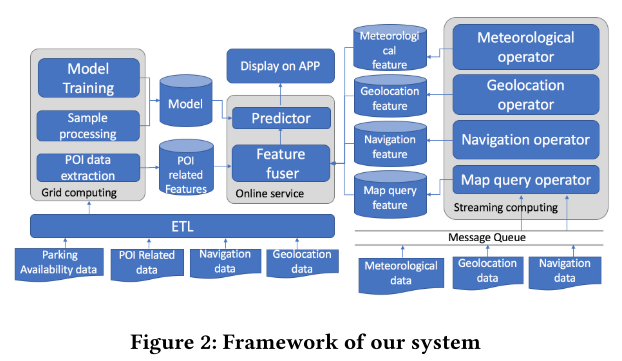 Model
Training
Sample
processing
POI data
extraction
Grid computing
Model
POI
related
Features
Display on APP
Predictor
Feature
fuser
Online service
Meteorologi
cal
feature
Geolocation
feature
Navigation
feature
Map query
feature
Meteorological
operator
Geolocation
operator
Navigation operator
Map query operator
Streaming computing
ETL
Message Queue
Parking
Availability data
POI Related
data
Navigation
data
Geolocation
data
Meteorological
data
Geolocation
data
Navigation
data
Figure 2: Framework of our system